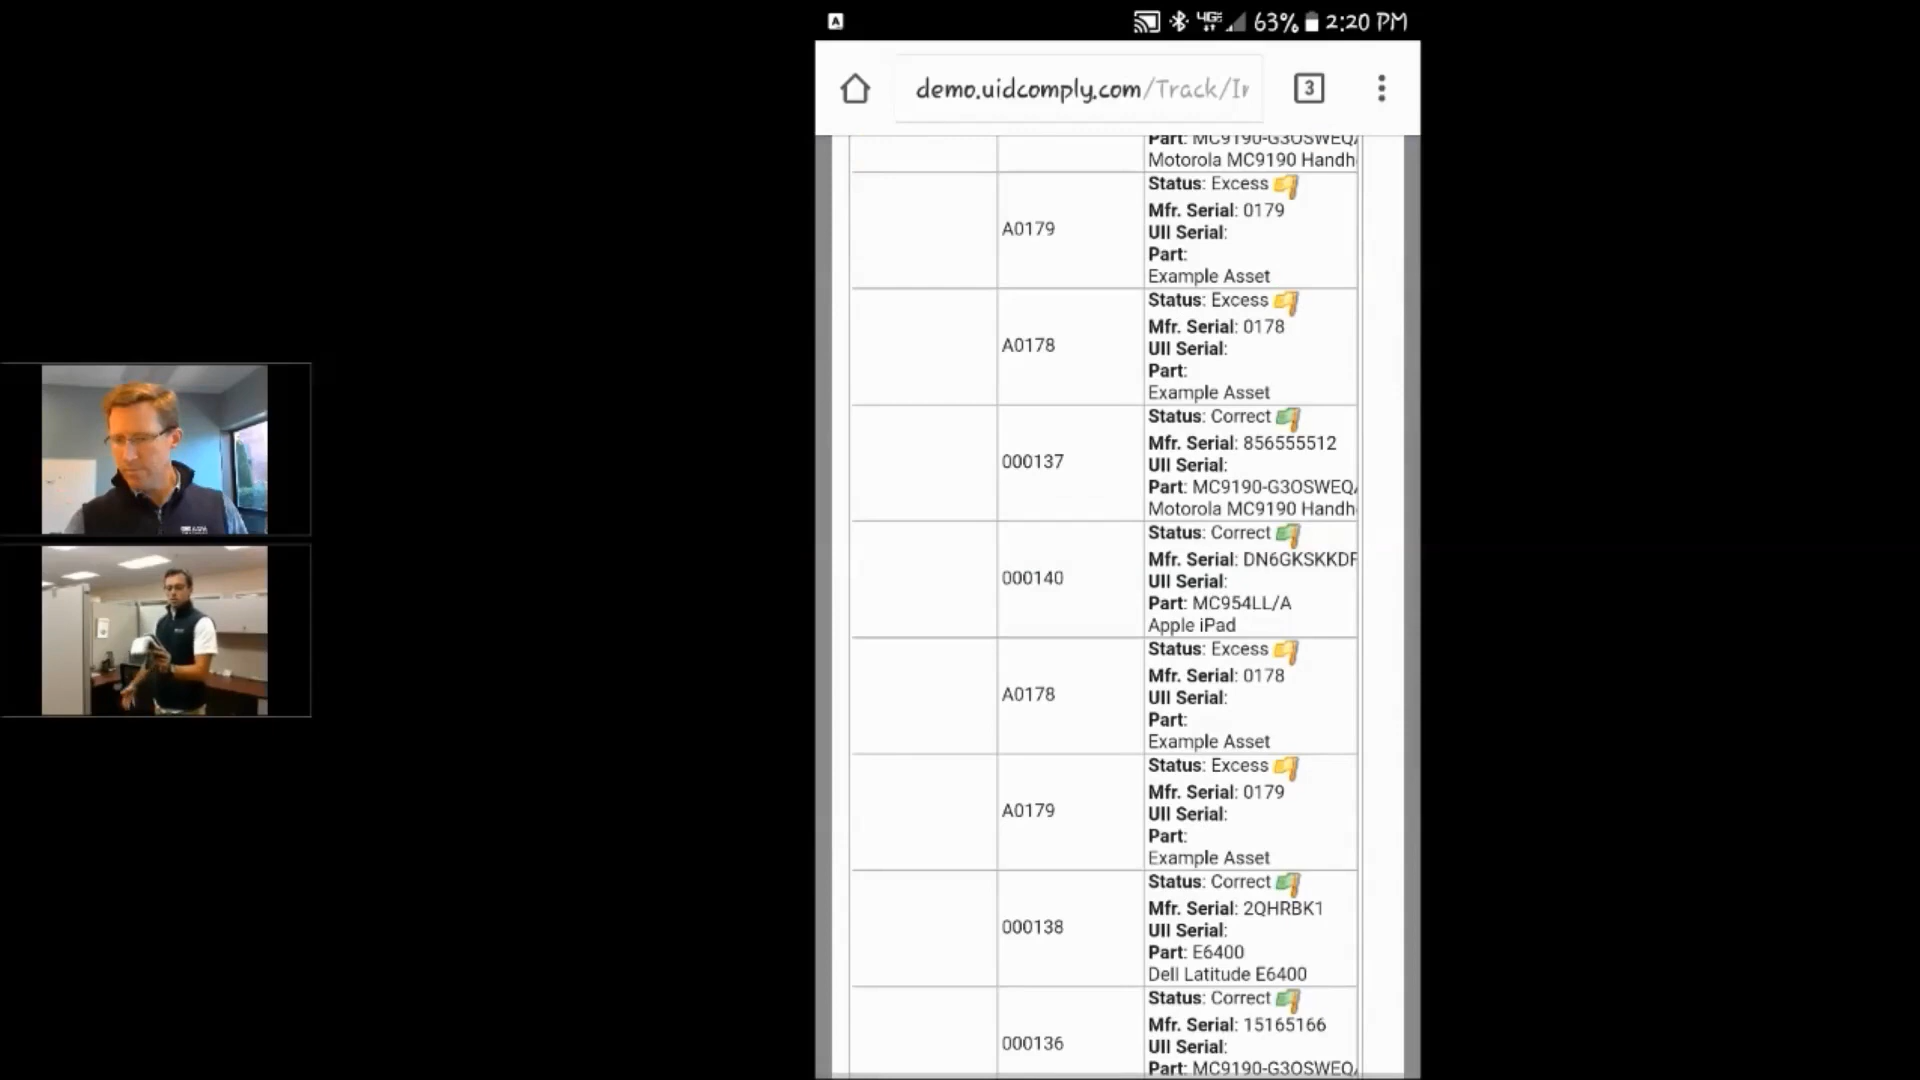 A
4G
63%
2:20 PM
demo.uidcomply.com/Track/In
3
Part: MC9190-G30SWEQA
Motorola MC9190 Handh
A0179
Status: Excess
Mfr. Serial: 0179
UII Serial:
Part:
Example Asset
A0178
Status: Excess
Mfr. Serial: 0178
UII Serial:
Part:
Example Asset
000137
Status: Correct
Mfr. Serial: 856555512
UII Serial:
Part: MC9190-G30SWEQA
Motorola MC9190 Handh
000140
Status: Correct
Mfr. Serial: DN6GKSKKDF
UII Serial:
Part: MC954LL/A
Apple iPad
A0178
Status: Excess
Mfr. Serial: 0178
UII Serial:
Part:
Example Asset
A0179
Status: Excess
Mfr. Serial: 0179
UII Serial:
Part:
Example Asset
000138
Status: Correct
Mfr. Serial: 2QHRBK1
UII Serial:
Part: E6400
Dell Latitude E6400
000136
Status: Correct
Mfr. Serial: 15165166
UII Serial:
Part: MC9190-G30SWEQA